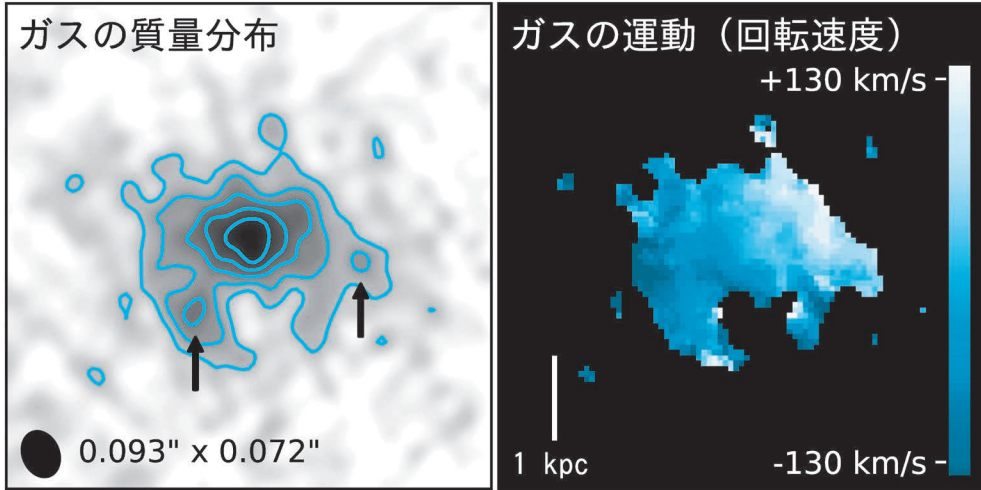 ガスの質量分布
0.093" x 0.072"
ガスの運動（回転速度）
+130 km/s
1 kpc
-130 km/s